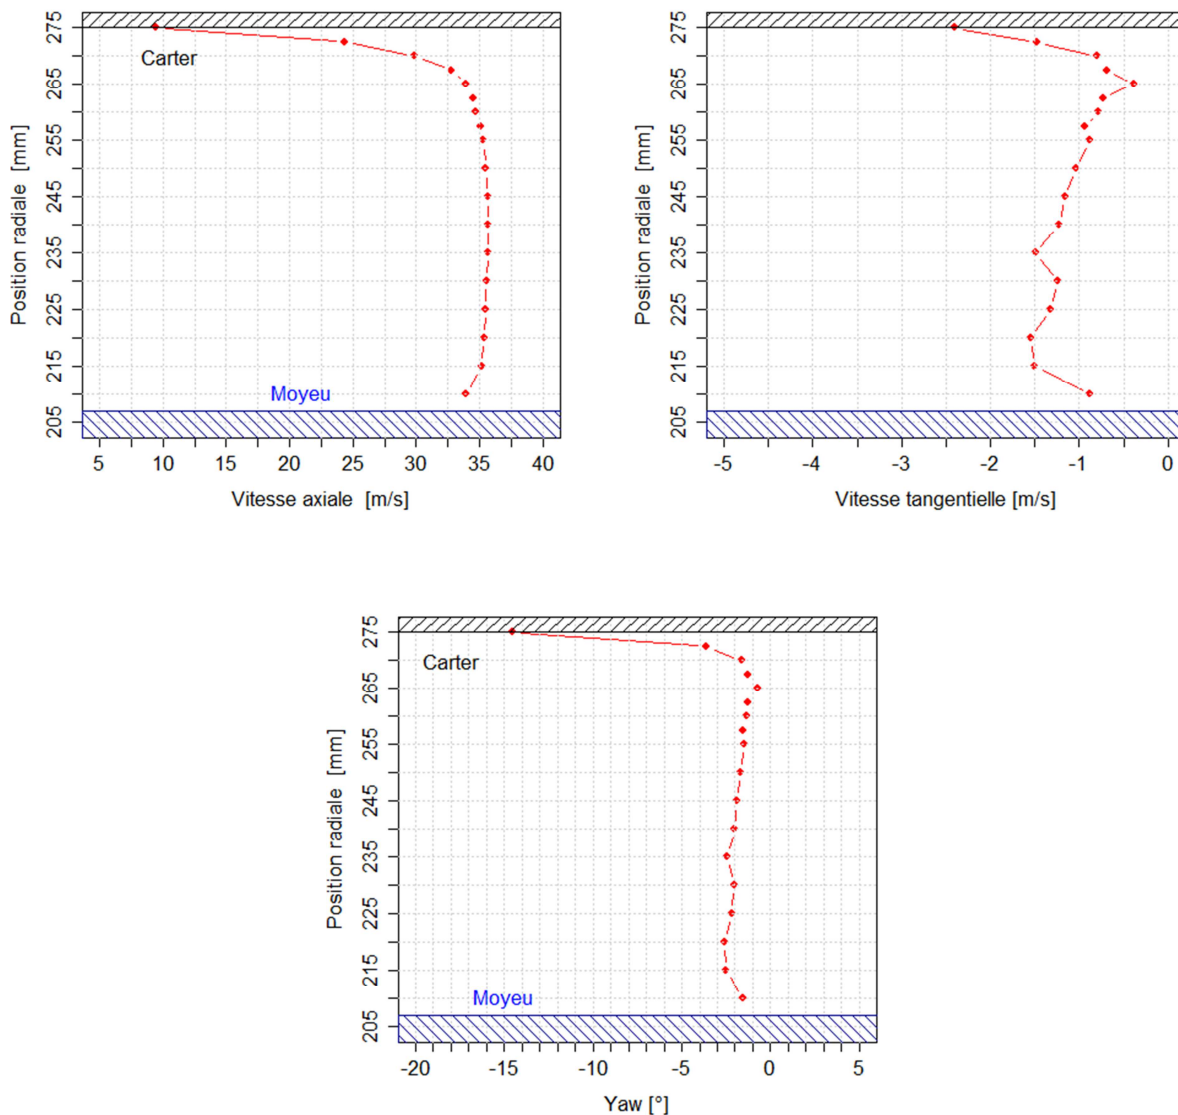 Position radiale [mm]
275
265
255
245
235
225
215
205
Carter
Moyeu
5 10 15 20 25 30 35 40
Vitesse axiale [m/s]
Position radiale [mm]
275
265
255
245
235
225
215
205
-5 -4 -3 -2 -1 0
Vitesse tangentielle [m/s]
Position radiale [mm]
275
265
255
245
235
225
215
205
Carter
Moyeu
-20 -15 -10 -5 0 5
Yaw [°]